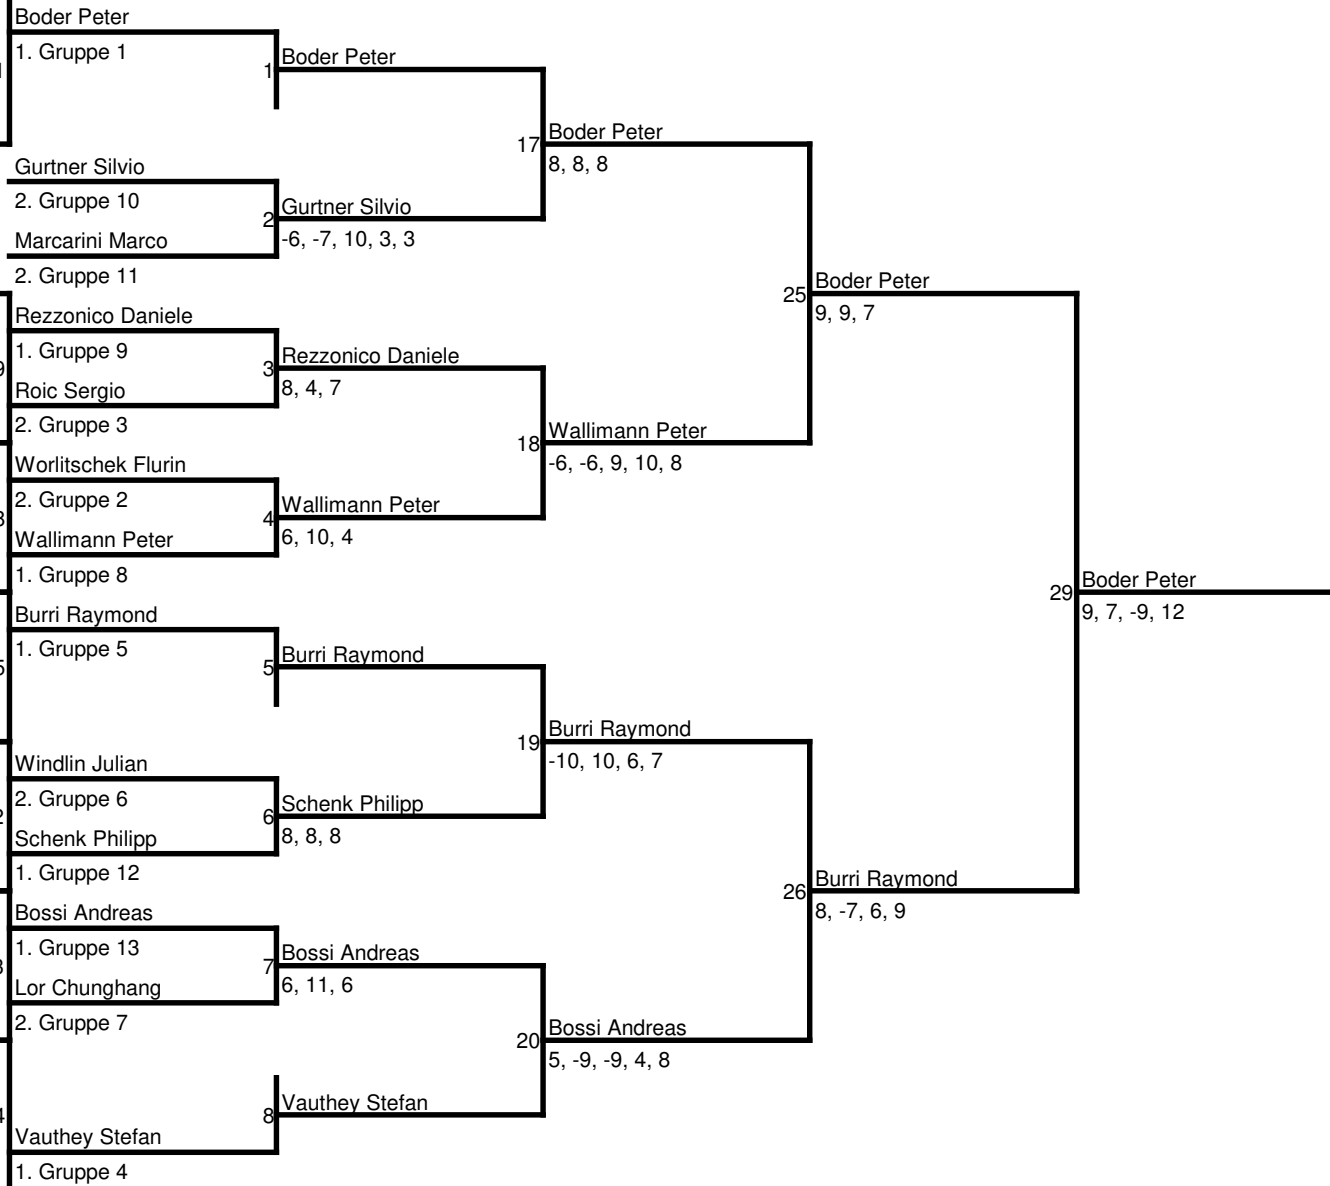 Boder Peter
1. Gruppe 1
1
Boder Peter
17
Boder Peter
8, 8, 8
Gurtner Silvio
2. Gruppe 10
2
Gurtner Silvio
-6, -7, 10, 3, 3
Marcarini Marco
2. Gruppe 11
25
Boder Peter
9, 9, 7
Rezzonico Daniele
1. Gruppe 9
3
Rezzonico Daniele
8, 4, 7
Roic Sergio
2. Gruppe 3
18
Wallimann Peter
-6, -6, 9, 10, 8
Worlitschek Flurin
2. Gruppe 2
4
Wallimann Peter
6, 10, 4
Wallimann Peter
1. Gruppe 8
29
Boder Peter
9, 7, -9, 12
Burri Raymond
1. Gruppe 5
5
Burri Raymond
19
Burri Raymond
-10, 10, 6, 7
Windlin Julian
2. Gruppe 6
6
Schenk Philipp
8, 8, 8
Schenk Philipp
1. Gruppe 12
26
Burri Raymond
8, -7, 6, 9
Bossi Andreas
1. Gruppe 13
7
Bossi Andreas
6, 11, 6
Lor Chunghang
2. Gruppe 7
20
Bossi Andreas
5, -9, -9, 4, 8
8
Vauthey Stefan
Vauthey Stefan
1. Gruppe 4